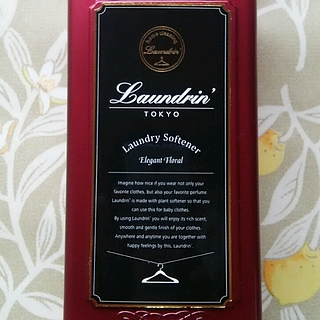 home cleaning
Laundrin'
Laundrin'
TOKYO
Laundry Softener
Elegant Floral
Imagine how nice if you wear not only your
favorite clothes, but also your favorite perfume.
Laundrin' is made with plant softener so that you
can use this for baby clothes.
By using Laundrin' you will enjoy its rich scent,
smooth and gentle finish of your clothes.
Anywhere and anytime you are together with
happy feelings by this, Laundrin'.